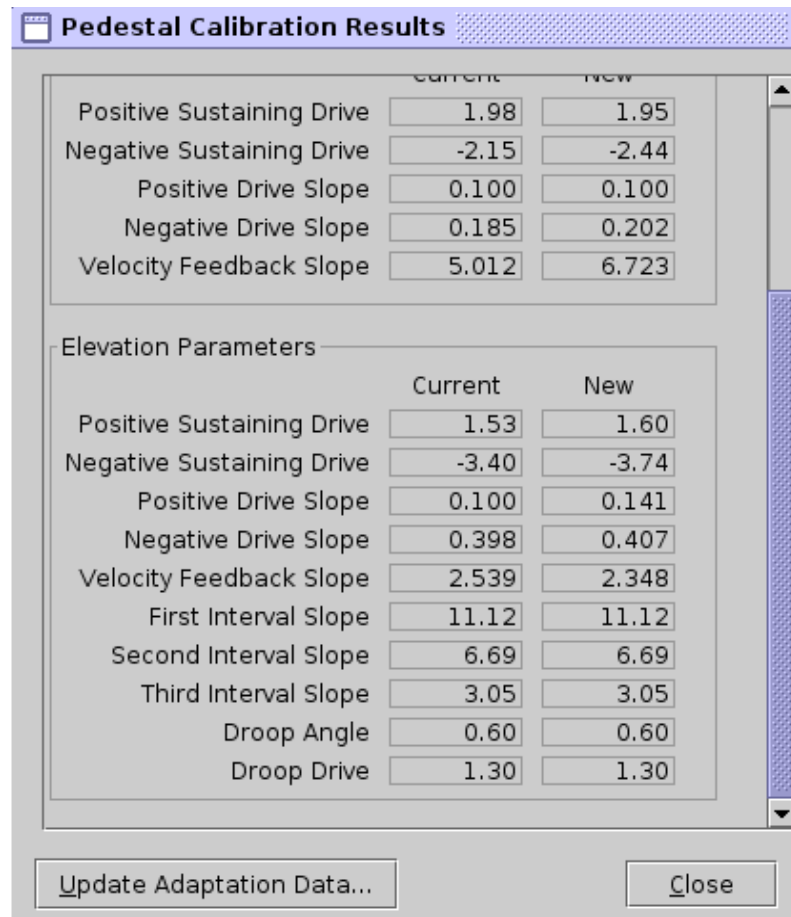 Pedestal Calibration Results
Current New
Positive Sustaining Drive 1.98 1.95
Negative Sustaining Drive -2.15 -2.44
Positive Drive Slope 0.100 0.100
Negative Drive Slope 0.185 0.202
Velocity Feedback Slope 5.012 6.723
Elevation Parameters
Current New
Positive Sustaining Drive 1.53 1.60
Negative Sustaining Drive -3.40 -3.74
Positive Drive Slope 0.100 0.141
Negative Drive Slope 0.398 0.407
Velocity Feedback Slope 2.539 2.348
First Interval Slope 11.12 11.12
Second Interval Slope 6.69 6.69
Third Interval Slope 3.05 3.05
Droop Angle 0.60 0.60
Droop Drive 1.30 1.30
Update Adaptation Data... Close